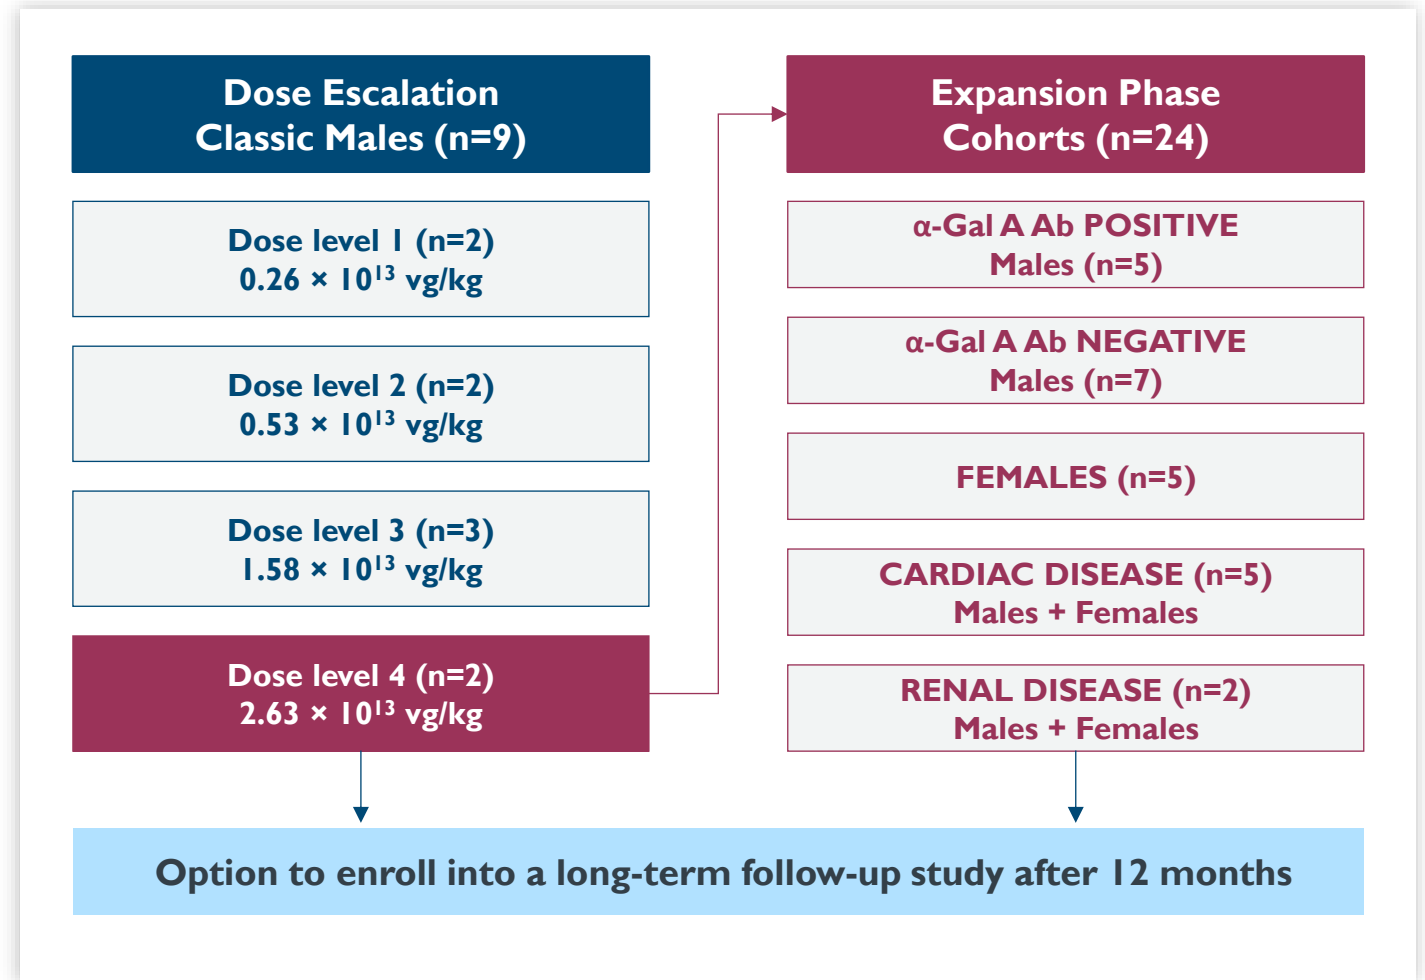 Dose Escalation
Classic Males (n=9)
Dose level 1 (n=2)
0.26 × 10¹³ vg/kg
Dose level 2 (n=2)
0.53 × 10¹³ vg/kg
Dose level 3 (n=3)
1.58 × 10¹³ vg/kg
Dose level 4 (n=2)
2.63 × 10¹³ vg/kg
Expansion Phase
Cohorts (n=24)
α-Gal A Ab POSITIVE
Males (n=5)
α-Gal A Ab NEGATIVE
Males (n=7)
FEMALES (n=5)
CARDIAC DISEASE (n=5)
Males + Females
RENAL DISEASE (n=2)
Males + Females
Option to enroll into a long-term follow-up study after 12 months